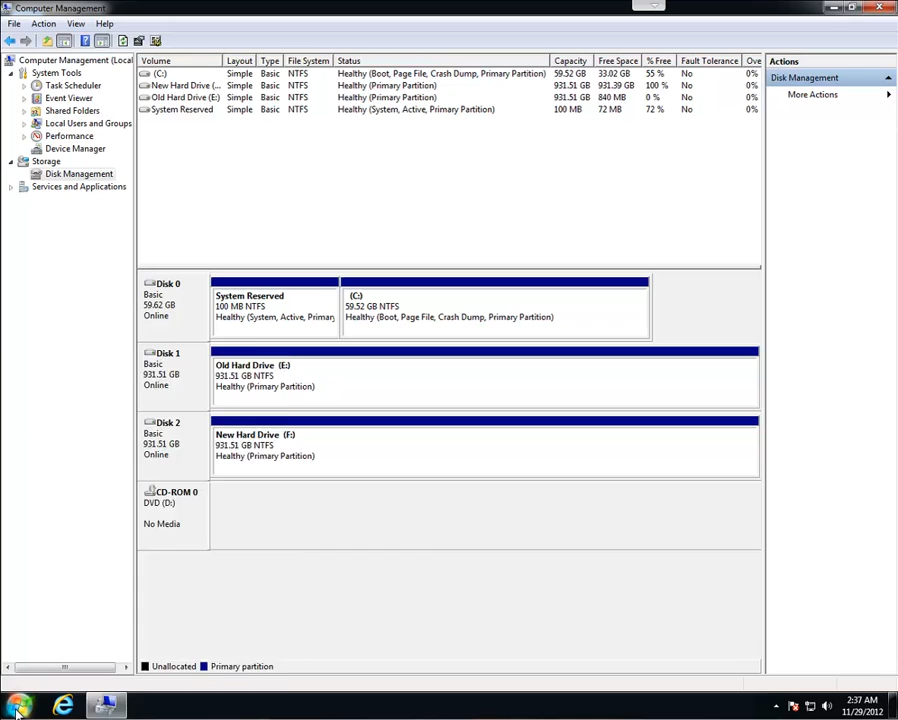 Computer Management
File Action View Help
Computer Management (Local
System Tools
Task Scheduler
Event Viewer
Shared Folders
Local Users and Groups
Performance
Device Manager
Storage
Disk Management
Services and Applications
Volume Layout Type File System Status Capacity Free Space % Free Fault Tolerance Ove
(C:) Simple Basic NTFS Healthy (Boot, Page File, Crash Dump, Primary Partition) 59.52 GB 33.02 GB 55 % No 0%
New Hard Drive (... Simple Basic NTFS Healthy (Primary Partition) 931.51 GB 931.39 GB 100 % No 0%
Old Hard Drive (E:) Simple Basic NTFS Healthy (Primary Partition) 931.51 GB 840 MB 0 % No 0%
System Reserved Simple Basic NTFS Healthy (System, Active, Primary Partition) 100 MB 72 MB 72 % No 0%
Disk 0
Basic
59.62 GB
Online
System Reserved
100 MB NTFS
Healthy (System, Active, Primar
(C:)
59.52 GB NTFS
Healthy (Boot, Page File, Crash Dump, Primary Partition)
Disk 1
Basic
931.51 GB
Online
Old Hard Drive (E:)
931.51 GB NTFS
Healthy (Primary Partition)
Disk 2
Basic
931.51 GB
Online
New Hard Drive (F:)
931.51 GB NTFS
Healthy (Primary Partition)
CD-ROM 0
DVD (D:)
No Media
Unallocated Primary partition
Actions
Disk Management
More Actions
2:37 AM
11/29/2012